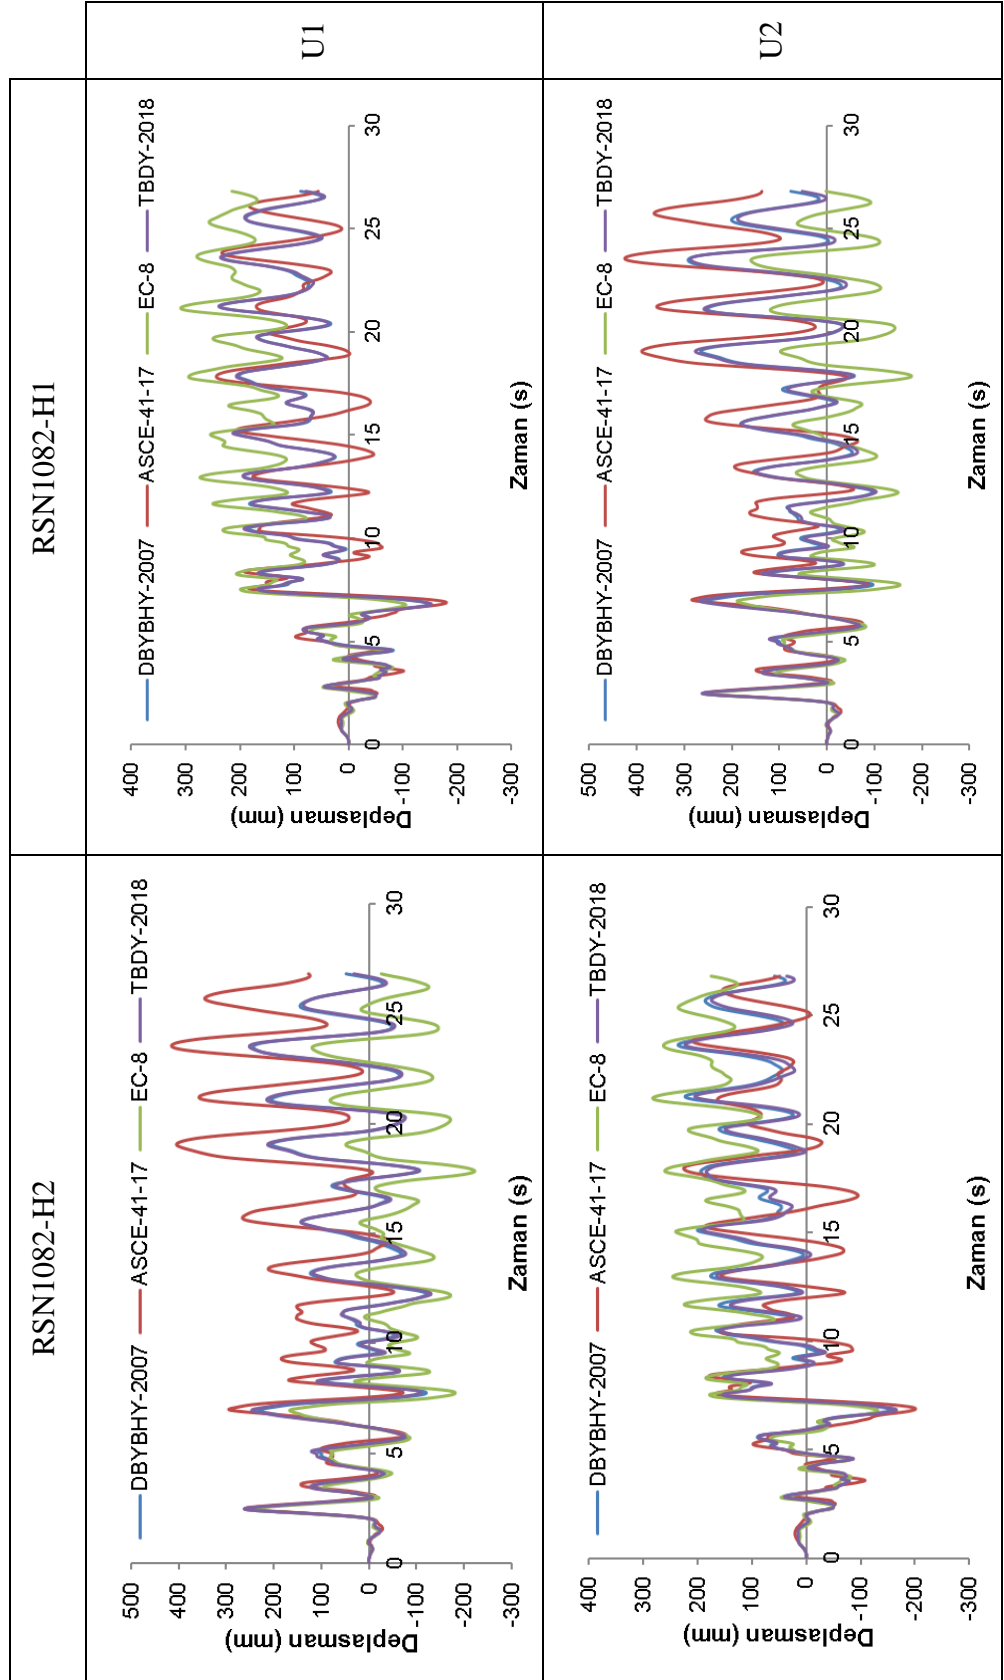 RSN1082-H2
RSN1082-H1
DBYBHY-2007 ASCE-41-17 EC-8 TBDY-2018
500
400
300
200
100
0
-100
-200
-300
Deplasman (mm)
0 5 10 15 20 25 30
Zaman (s)
DBYBHY-2007 ASCE-41-17 EC-8 TBDY-2018
400
300
200
100
0
-100
-200
-300
Deplasman (mm)
0 5 10 15 20 25 30
Zaman (s)
U1
DBYBHY-2007 ASCE-41-17 EC-8 TBDY-2018
400
300
200
100
0
-100
-200
-300
Deplasman (mm)
0 5 10 15 20 25 30
Zaman (s)
DBYBHY-2007 ASCE-41-17 EC-8 TBDY-2018
500
400
300
200
100
0
-100
-200
-300
Deplasman (mm)
0 5 10 15 20 25 30
Zaman (s)
U2